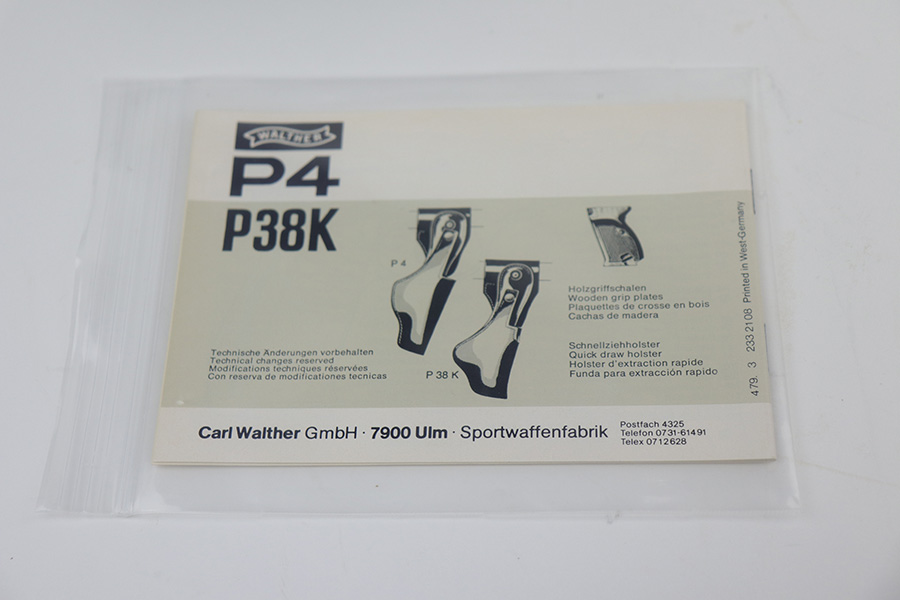 WALTHER
P4
P38K
P 4
P 38 K
Holzgriffschalen
Wooden grip plates
Plaquettes de crosse en bois
Cachas de madera
Schnellziehholster
Quick draw holster
Holster d'extraction rapide
Funda para extracción rapido
Technische Änderungen vorbehalten
Technical changes reserved
Modifications techniques réservées
Con reserva de modificationes tecnicas
479. 3 233 21 08 Printed in West-Germany
Carl Walther GmbH · 7900 Ulm · Sportwaffenfabrik
Postfach 4325
Telefon 0731-61491
Telex 0712628